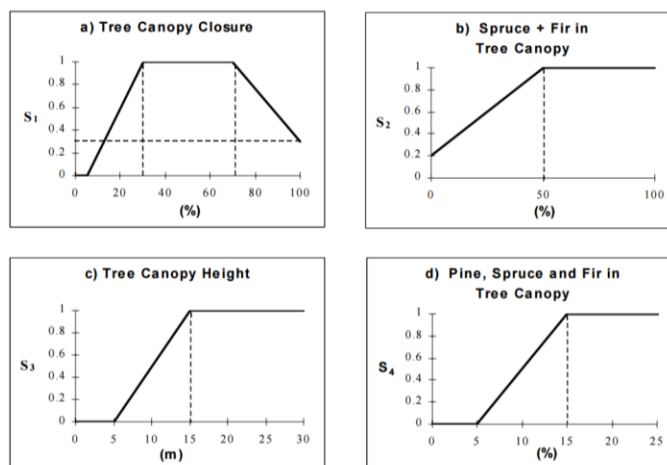 a) Tree Canopy Closure
S1
1
0.8
0.6
0.4
0.2
0
0 20 40 60 80 100
(%)
b) Spruce + Fir in
Tree Canopy
S2
1
0.8
0.6
0.4
0.2
0
0 50 100
(%)
c) Tree Canopy Height
S3
1
0.8
0.6
0.4
0.2
0
0 5 10 15 20 25 30
(m)
d) Pine, Spruce and Fir in
Tree Canopy
S4
1
0.8
0.6
0.4
0.2
0
0 5 15 25
(%)